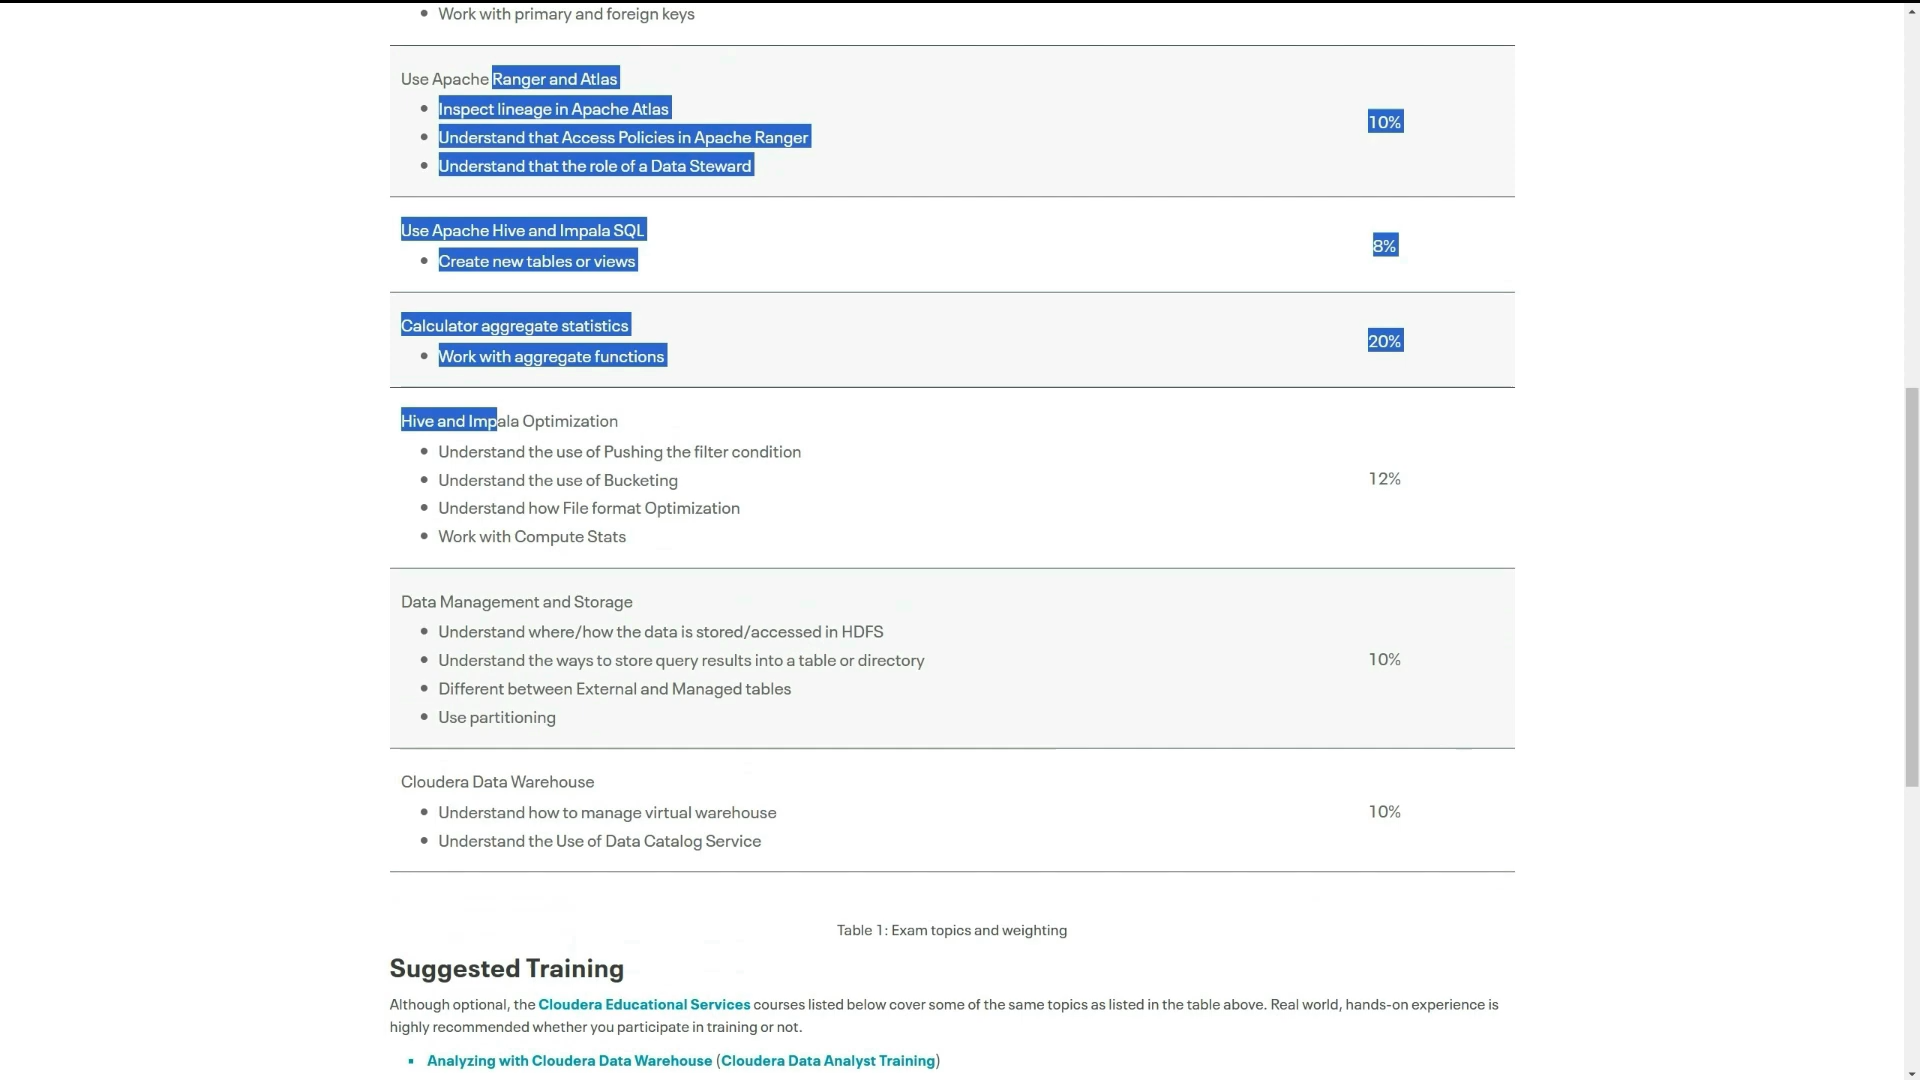 Work with primary and foreign keys
Use Apache Ranger and Atlas
Inspect lineage in Apache Atlas
Understand that Access Policies in Apache Ranger
Understand that the role of a Data Steward
10%
Use Apache Hive and Impala SQL
Create new tables or views
8%
Calculator aggregate statistics
Work with aggregate functions
20%
Hive and Impala Optimization
Understand the use of Pushing the filter condition
Understand the use of Bucketing
Understand how File format Optimization
Work with Compute Stats
12%
Data Management and Storage
Understand where/how the data is stored/accessed in HDFS
Understand the ways to store query results into a table or directory
Different between External and Managed tables
Use partitioning
10%
Cloudera Data Warehouse
Understand how to manage virtual warehouse
Understand the Use of Data Catalog Service
10%
Table 1: Exam topics and weighting
Suggested Training
Although optional, the Cloudera Educational Services courses listed below cover some of the same topics as listed in the table above. Real world, hands-on experience is
highly recommended whether you participate in training or not.
Analyzing with Cloudera Data Warehouse (Cloudera Data Analyst Training)